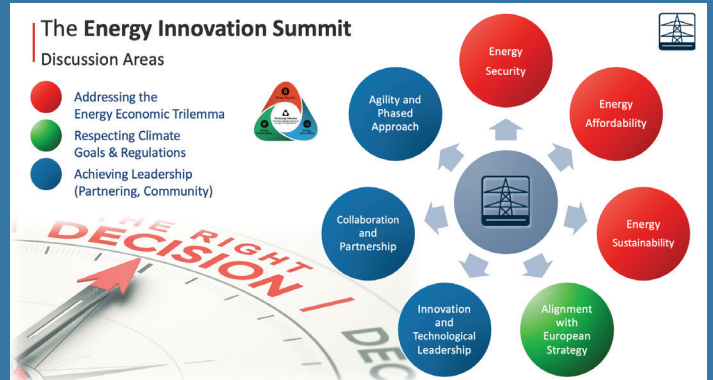 The Energy Innovation Summit
Discussion Areas
Addressing the
Energy Economic Trilemma
Respecting Climate
Goals & Regulations
Achieving Leadership
(Partnering, Community)
Energy
Security
Energy
Affordability
Energy
Sustainability
Alignment
with
European
Strategy
Innovation
and
Technological
Leadership
Collaboration
and
Partnership
Agility and
Phased
Approach
THE RIGHT
DECISION
DEC